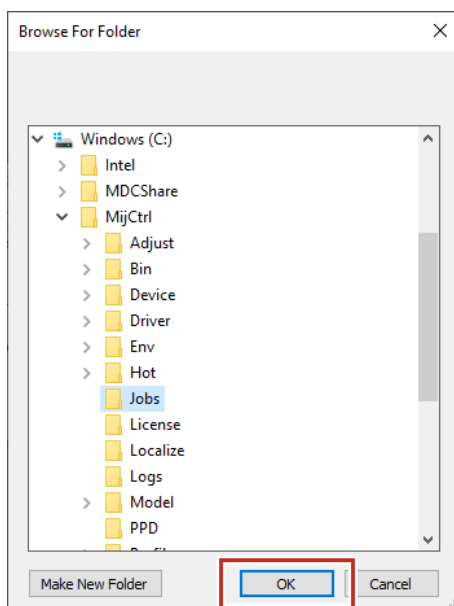 Browse For Folder
Windows (C:)
Intel
MDCShare
MijCtrl
Adjust
Bin
Device
Driver
Env
Hot
Jobs
License
Localize
Logs
Model
PPD
Make New Folder
OK
Cancel